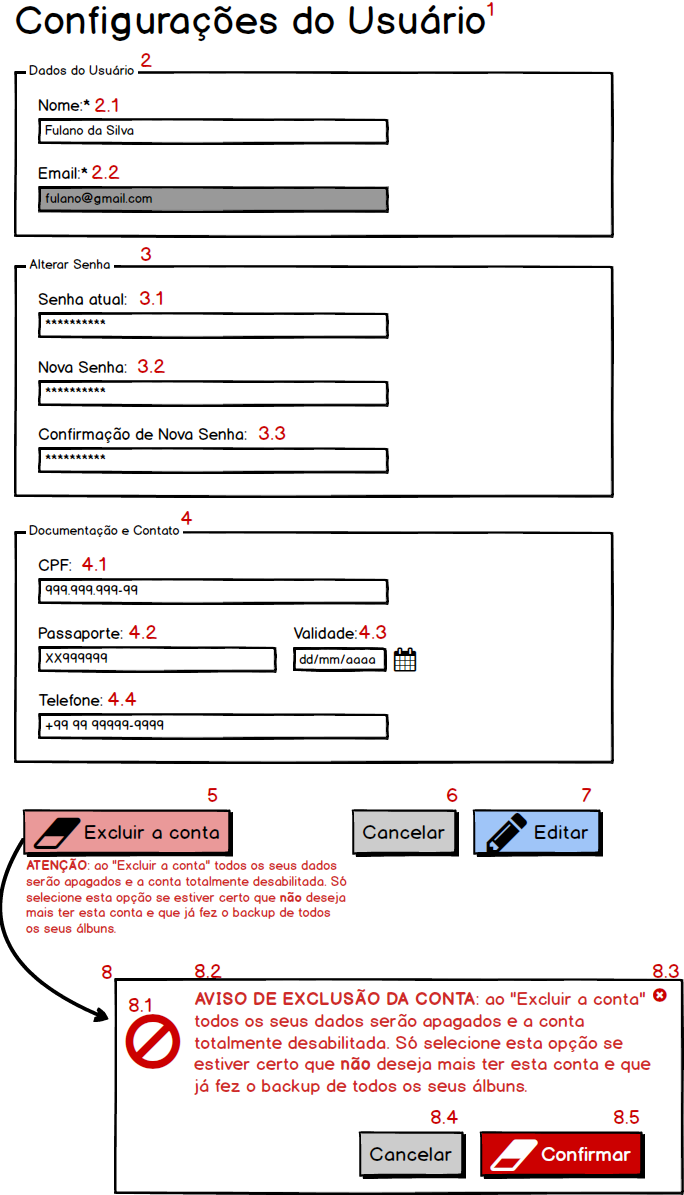 Configurações do Usuário 1
Dados do Usuário 2
Nome:* 2.1
Fulano da Silva
Email:* 2.2
fulano@gmail.com
Alterar Senha 3
Senha atual: 3.1
**********
Nova Senha: 3.2
**********
Confirmação de Nova Senha: 3.3
**********
Documentação e Contato 4
CPF: 4.1
999.999.999-99
Passaporte: 4.2 Validade: 4.3
XX999999 dd/mm/aaaa
Telefone: 4.4
+99 99 99999-9999
5 6 7
Excluir a conta Cancelar Editar
ATENÇÃO: ao "Excluir a conta" todos os seus dados
serão apagados e a conta totalmente desabilitada. Só
selecione esta opção se estiver certo que não deseja
mais ter esta conta e que já fez o backup de todos
os seus álbuns.
8 8.2 8.3
8.1
AVISO DE EXCLUSÃO DA CONTA: ao "Excluir a conta"
todos os seus dados serão apagados e a conta
totalmente desabilitada. Só selecione esta opção se
estiver certo que não deseja mais ter esta conta e que
já fez o backup de todos os seus álbuns.
8.4 8.5
Cancelar Confirmar